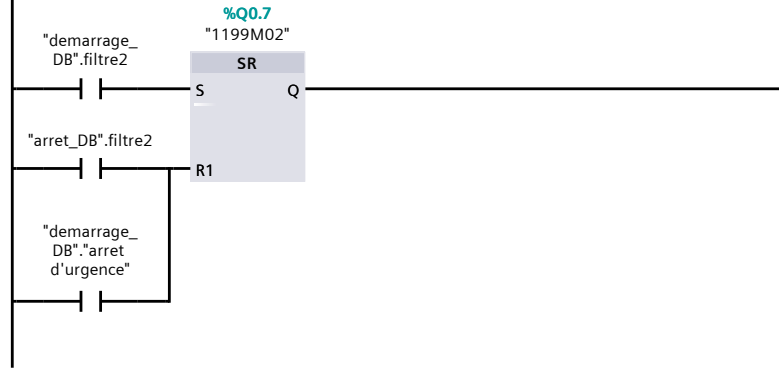 %Q0.7
"1199M02"
"demarrage_
DB".filtre2
SR
S
Q
"arret_DB".filtre2
R1
"demarrage_
DB"."arret
d'urgence"